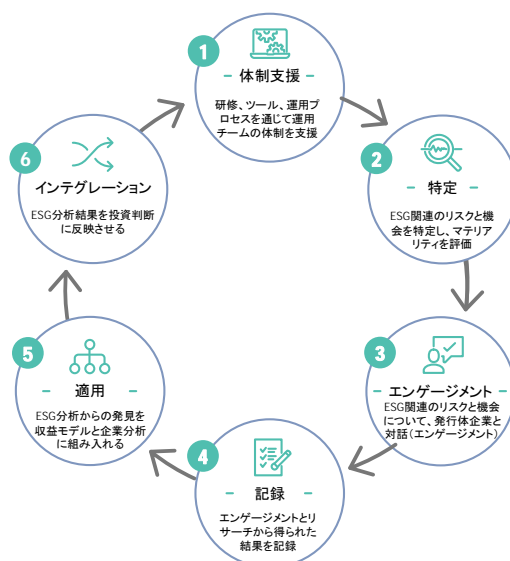 1
- 体制支援 -
研修、ツール、運用プ
ロセスを通じて運用
チームの体制を支援
2
- 特定 -
ESG関連のリスクと機
会を特定し、マテリア
リティを評価
3
- エンゲージメント -
ESG関連のリスクと機会
について、発行体企業と
対話(エンゲージメント)
4
- 記録 -
エンゲージメントとリ
サーチから得られた
結果を記録
5
- 適用 -
ESG分析からの発見を
収益モデルと企業分析
に組み入れる
6
インテグレーション
ESG分析結果を投資判断
に反映させる